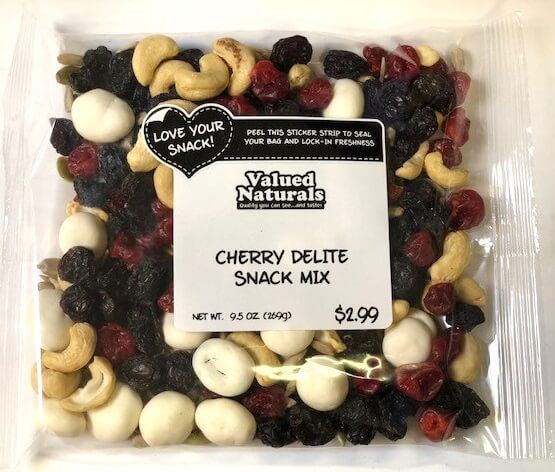 LOVE YOUR
SNACK!
PEEL THIS STICKER STRIP TO SEAL
YOUR BAG AND LOCK-IN FRESHNESS
Valued
Naturals
Quality you can see...and taste!
CHERRY DELITE
SNACK MIX
NET WT. 9.5 OZ (269g)
$2.99